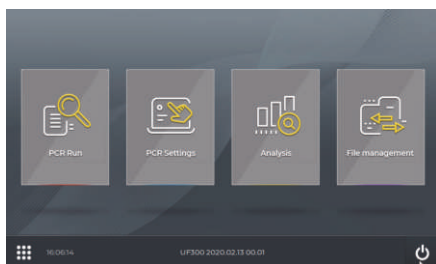 PCR Run
PCR Settings
Analysis
File management
16:06:14
UF300 2020.02.13 00.01